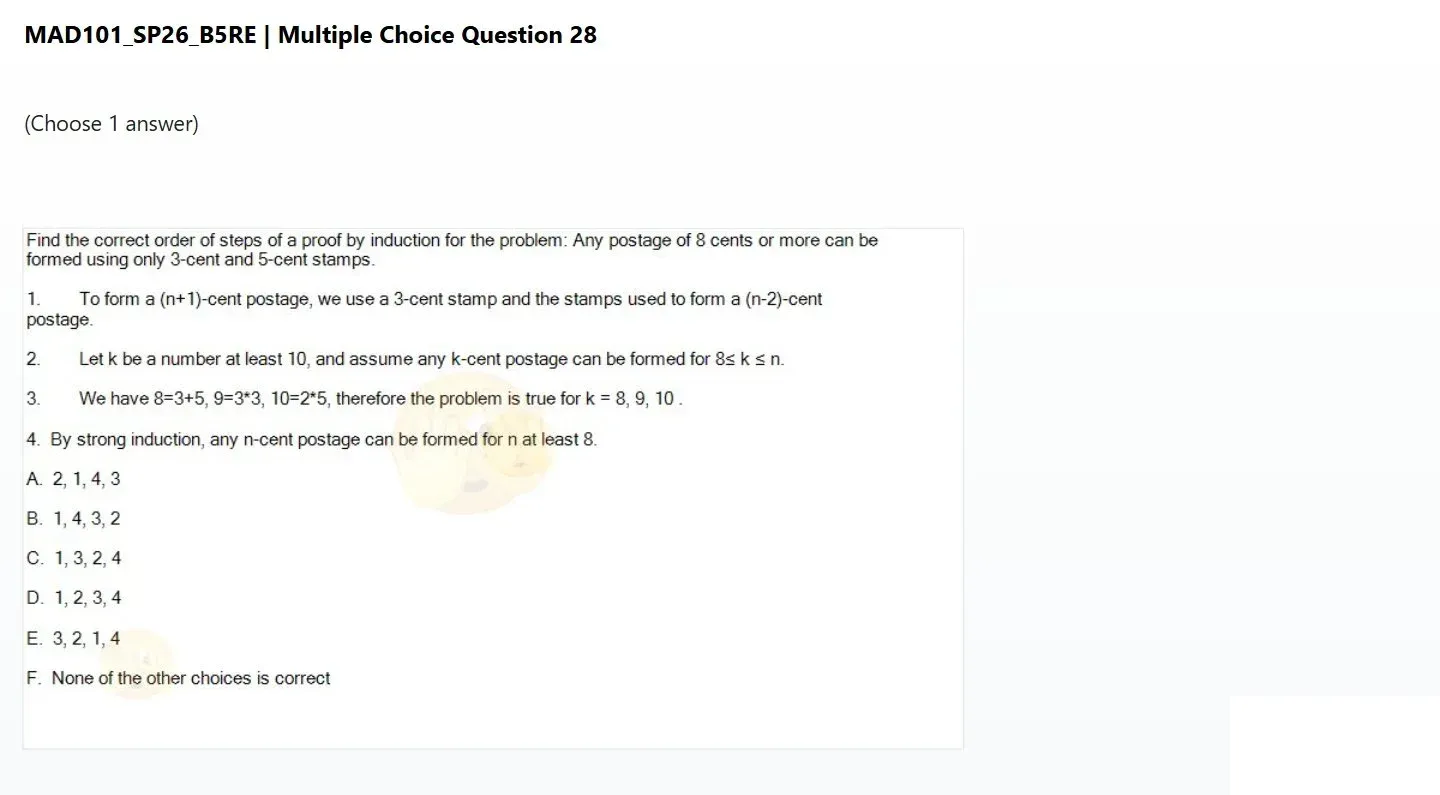 MAD101_SP26_B5RE | Multiple Choice Question 28
(Choose 1 answer)
Find the correct order of steps of a proof by induction for the problem: Any postage of 8 cents or more can be
formed using only 3-cent and 5-cent stamps.
1. To form a (n+1)-cent postage, we use a 3-cent stamp and the stamps used to form a (n-2)-cent
postage.
2. Let k be a number at least 10, and assume any k-cent postage can be formed for 8≤ k ≤ n.
3. We have 8=3+5, 9=3*3, 10=2*5, therefore the problem is true for k = 8, 9, 10 .
4. By strong induction, any n-cent postage can be formed for n at least 8.
A. 2, 1, 4, 3
B. 1, 4, 3, 2
C. 1, 3, 2, 4
D. 1, 2, 3, 4
E. 3, 2, 1, 4
F. None of the other choices is correct